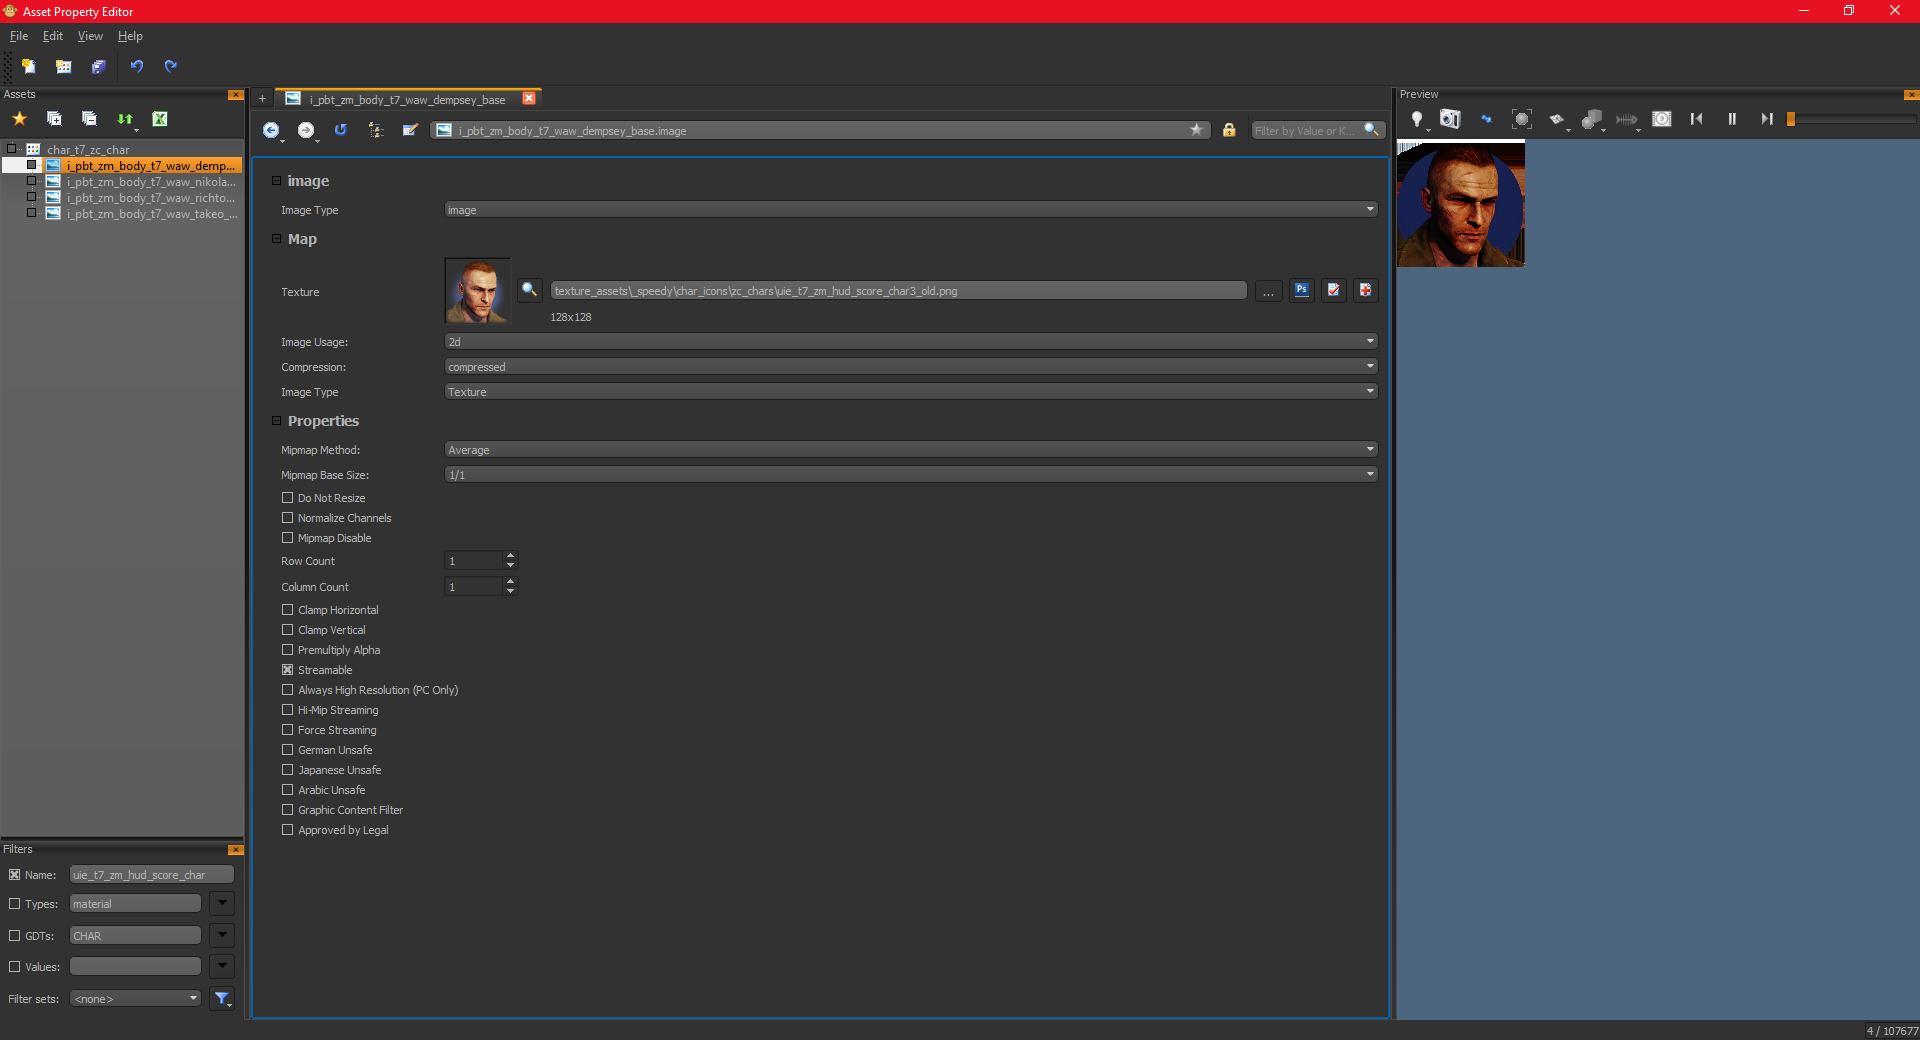 Asset Property Editor
File Edit View Help
Assets
char_t7_zc_char
i_pbt_zm_body_t7_waw_demp...
i_pbt_zm_body_t7_waw_nikola...
i_pbt_zm_body_t7_waw_richto...
i_pbt_zm_body_t7_waw_takeo_...
Filters
Name: uie_t7_zm_hud_score_char
Types: material
GDTs: CHAR
Values:
Filter sets: <none>
+ i_pbt_zm_body_t7_waw_dempsey_base
i_pbt_zm_body_t7_waw_dempsey_base.image
Filter by Value or K...
image
Image Type image
Map
Texture texture_assets\_speedy\char_icons\zc_chars\uie_t7_zm_hud_score_char3_old.png ... Ps
128x128
Image Usage: 2d
Compression: compressed
Image Type Texture
Properties
Mipmap Method: Average
Mipmap Base Size: 1/1
Do Not Resize
Normalize Channels
Mipmap Disable
Row Count 1
Column Count 1
Clamp Horizontal
Clamp Vertical
Premultiply Alpha
Streamable
Always High Resolution (PC Only)
Hi-Mip Streaming
Force Streaming
German Unsafe
Japanese Unsafe
Arabic Unsafe
Graphic Content Filter
Approved by Legal
Preview
4 / 107677